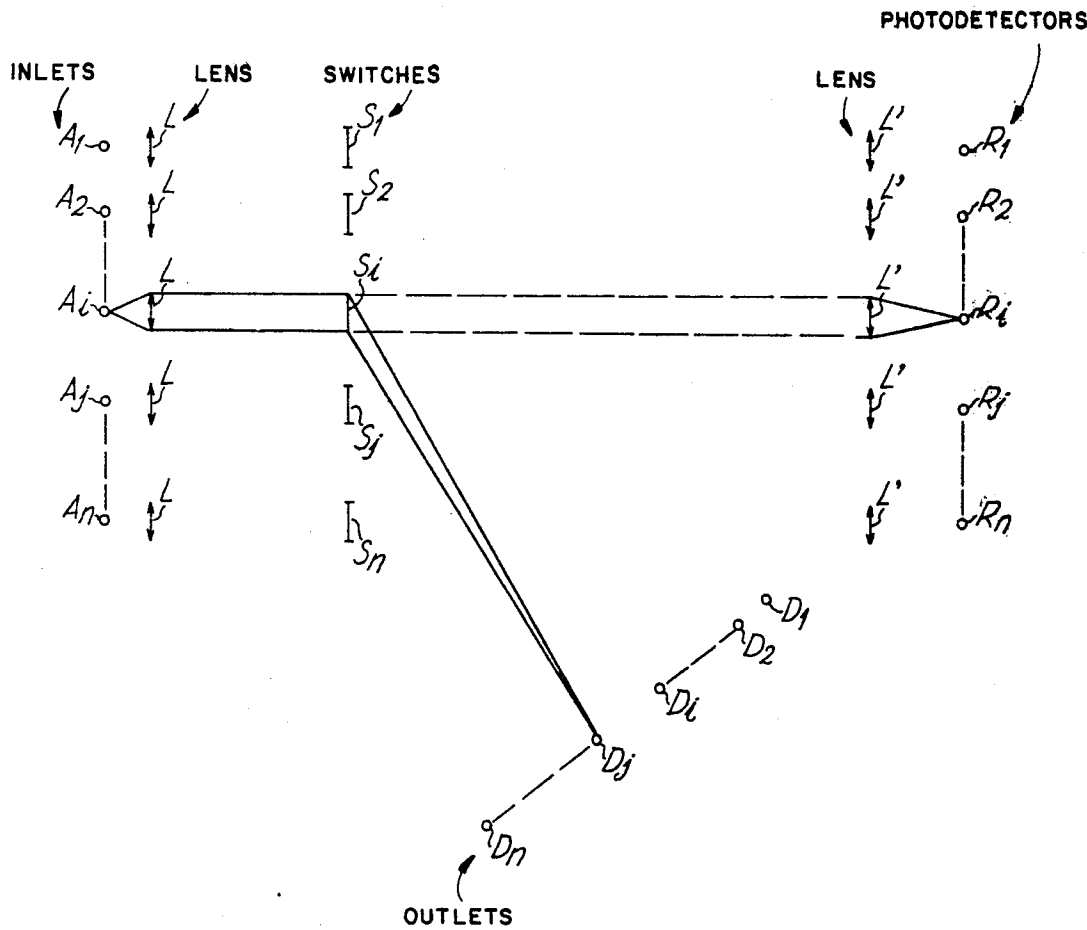 PHOTODETECTORS
INLETS LENS SWITCHES LENS
A1 L S1 L' R1
A2 L S2 L' R2
Ai L Si L' Ri
Aj L Sj L' Rj
An L Sn L' Rn
D1
D2
Di
Dj
Dn
OUTLETS